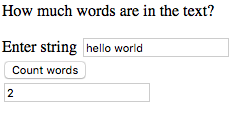 How much words are in the text?
Enter string hello world
Count words
2